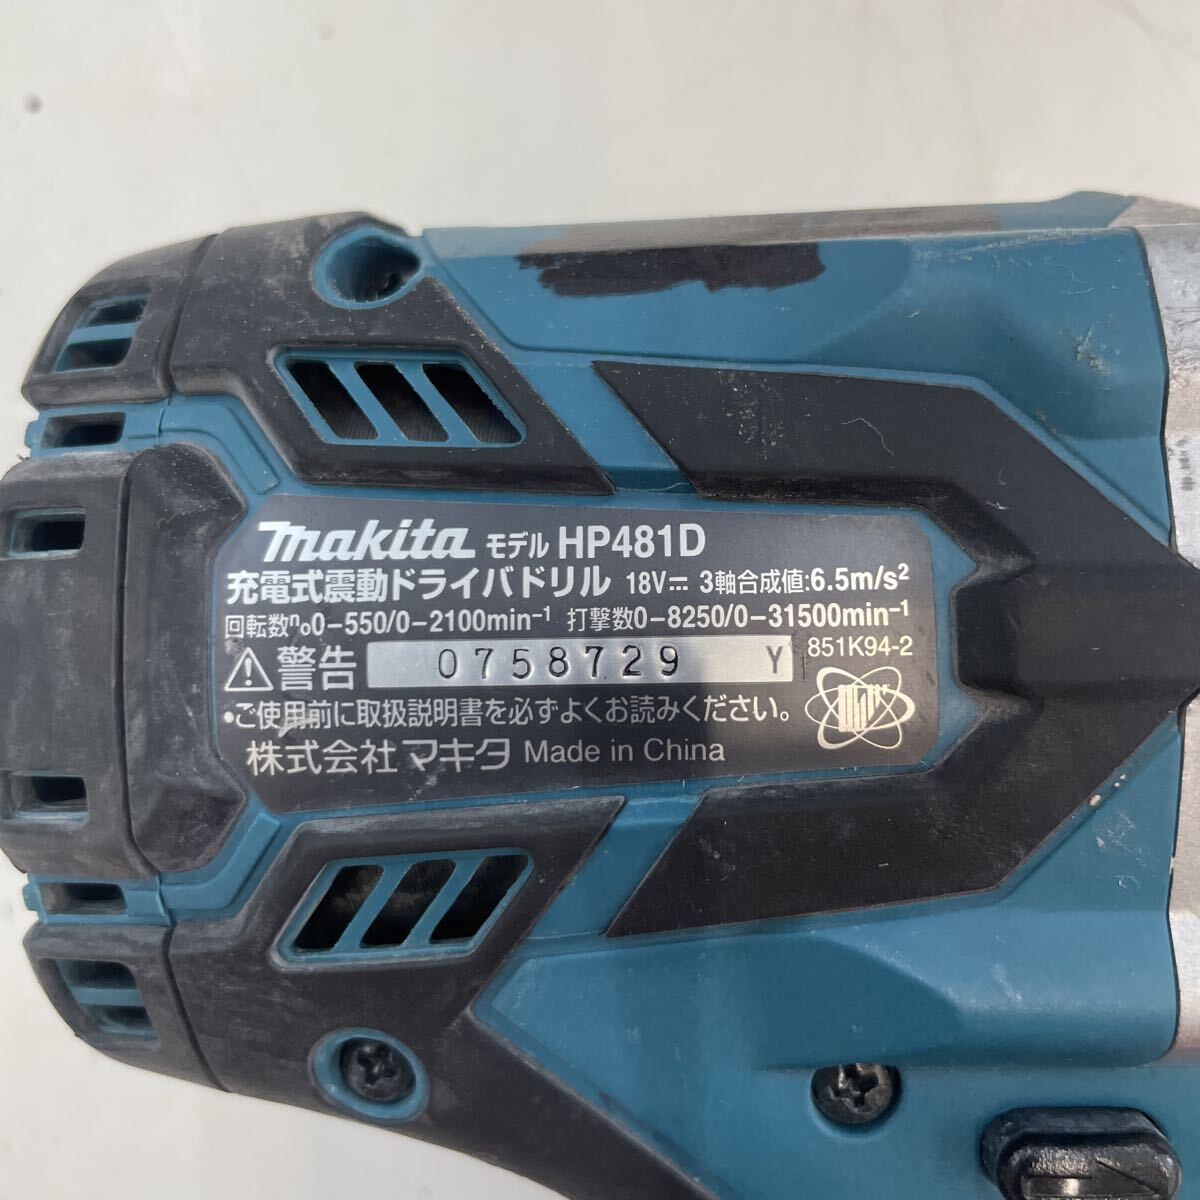 makita モデル HP481D
充電式震動ドライバドリル 18V⎓ 3軸合成値:6.5m/s²
回転数n₀0-550/0-2100min⁻¹ 打撃数0-8250/0-31500min⁻¹
⚠警告 0758729 Y 851K94-2
•ご使用前に取扱説明書を必ずよくお読みください。
株式会社 マキタ Made in China